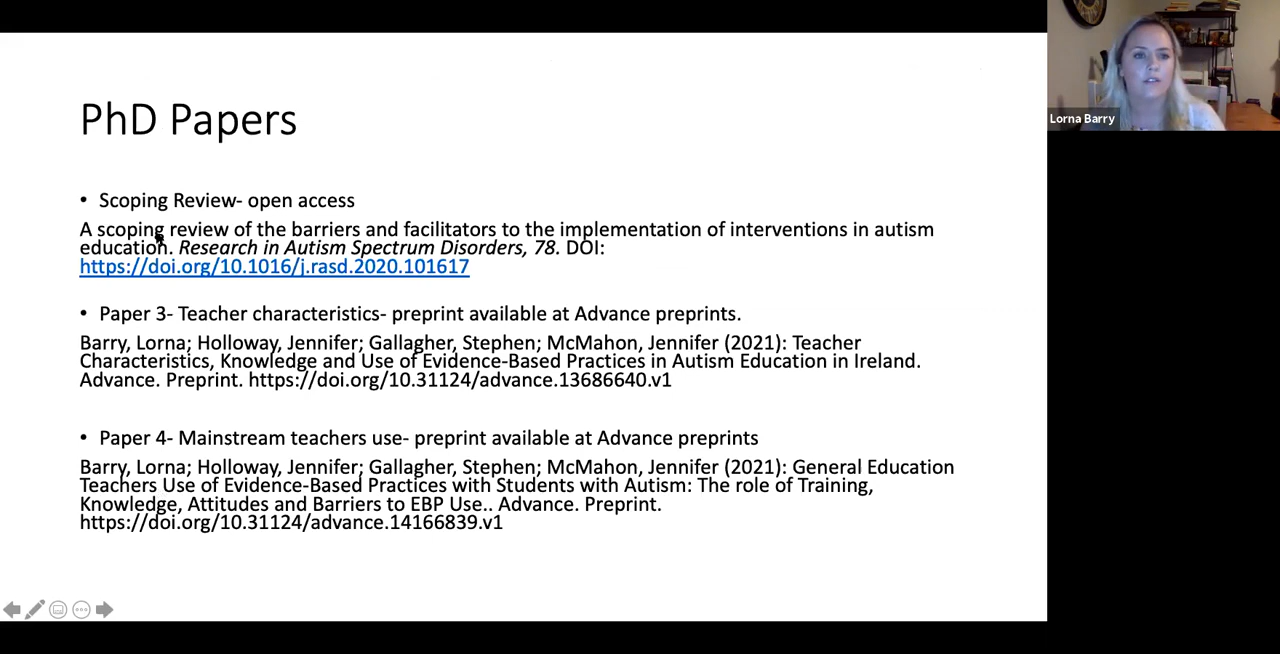 PhD Papers
• Scoping Review- open access
A scoping review of the barriers and facilitators to the implementation of interventions in autism
education. Research in Autism Spectrum Disorders, 78. DOI:
https://doi.org/10.1016/j.rasd.2020.101617
• Paper 3- Teacher characteristics- preprint available at Advance preprints.
Barry, Lorna; Holloway, Jennifer; Gallagher, Stephen; McMahon, Jennifer (2021): Teacher
Characteristics, Knowledge and Use of Evidence-Based Practices in Autism Education in Ireland.
Advance. Preprint. https://doi.org/10.31124/advance.13686640.v1
• Paper 4- Mainstream teachers use- preprint available at Advance preprints
Barry, Lorna; Holloway, Jennifer; Gallagher, Stephen; McMahon, Jennifer (2021): General Education
Teachers Use of Evidence-Based Practices with Students with Autism: The role of Training,
Knowledge, Attitudes and Barriers to EBP Use.. Advance. Preprint.
https://doi.org/10.31124/advance.14166839.v1
Lorna Barry